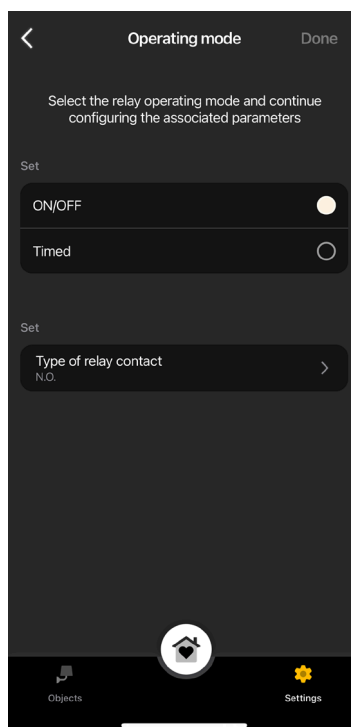 Operating mode
Done
Select the relay operating mode and continue
configuring the associated parameters
Set
ON/OFF
Timed
Set
Type of relay contact
N.O.
Objects
Settings